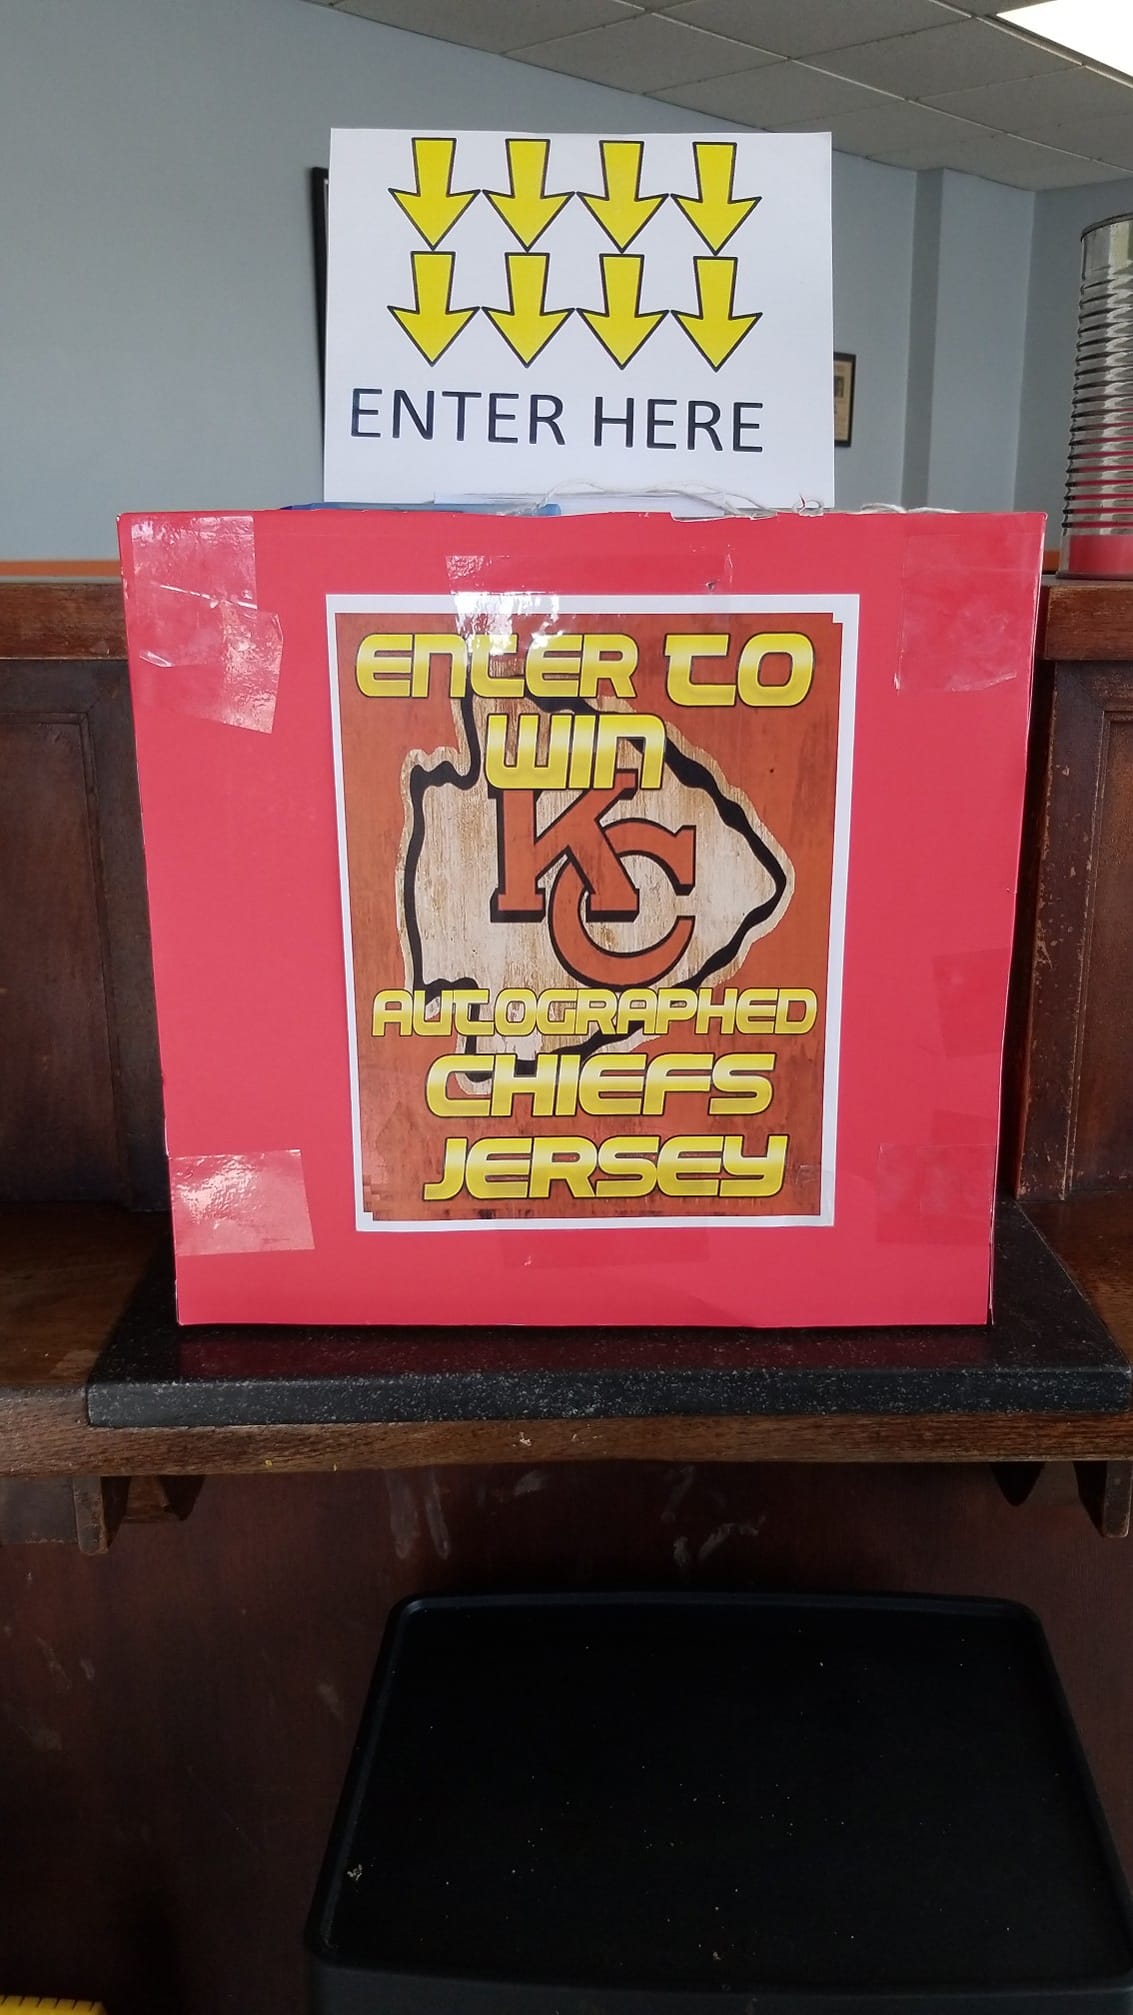 ENTER HERE
ENTER TO
WIN
KC
AUTOGRAPHED
CHIEFS
JERSEY